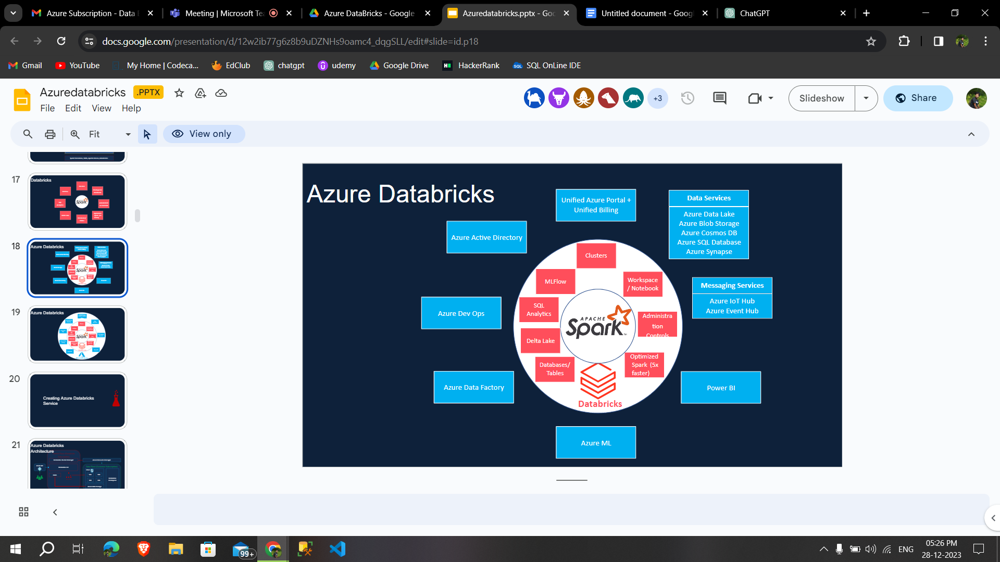 Azure Subscription - Data
Meeting | Microsoft Te
Azure DataBricks - Google
Azuredatabricks.pptx - Goo
Untitled document - Googl
ChatGPT
docs.google.com/presentation/d/12w2ib77g6z8b9uDZNHs9oamc4_dqgSLL/edit#slide=id.p18
Gmail
YouTube
My Home | Codeca...
EdClub
chatgpt
udemy
Google Drive
HackerRank
SQL OnLine IDE
Azuredatabricks
.PPTX
File Edit View Help
+3
Slideshow
Share
Fit
View only
17
Databricks
18
Azure Databricks
19
Azure Databricks
20
Creating Azure Databricks
Service
21
Azure Databricks
Architecture
Azure Databricks
Unified Azure Portal +
Unified Billing
Data Services
Azure Data Lake
Azure Blob Storage
Azure Cosmos DB
Azure SQL Database
Azure Synapse
Azure Active Directory
Clusters
MLFlow
Workspace
/ Notebook
Messaging Services
Azure IoT Hub
Azure Event Hub
SQL
Analytics
Azure Dev Ops
APACHE
Spark
TM
Administra
tion
Controls
Delta Lake
Databases/
Tables
Optimized
Spark (5x
faster)
Azure Data Factory
Power BI
Databricks
Azure ML
99+
ENG
05:26 PM
28-12-2023